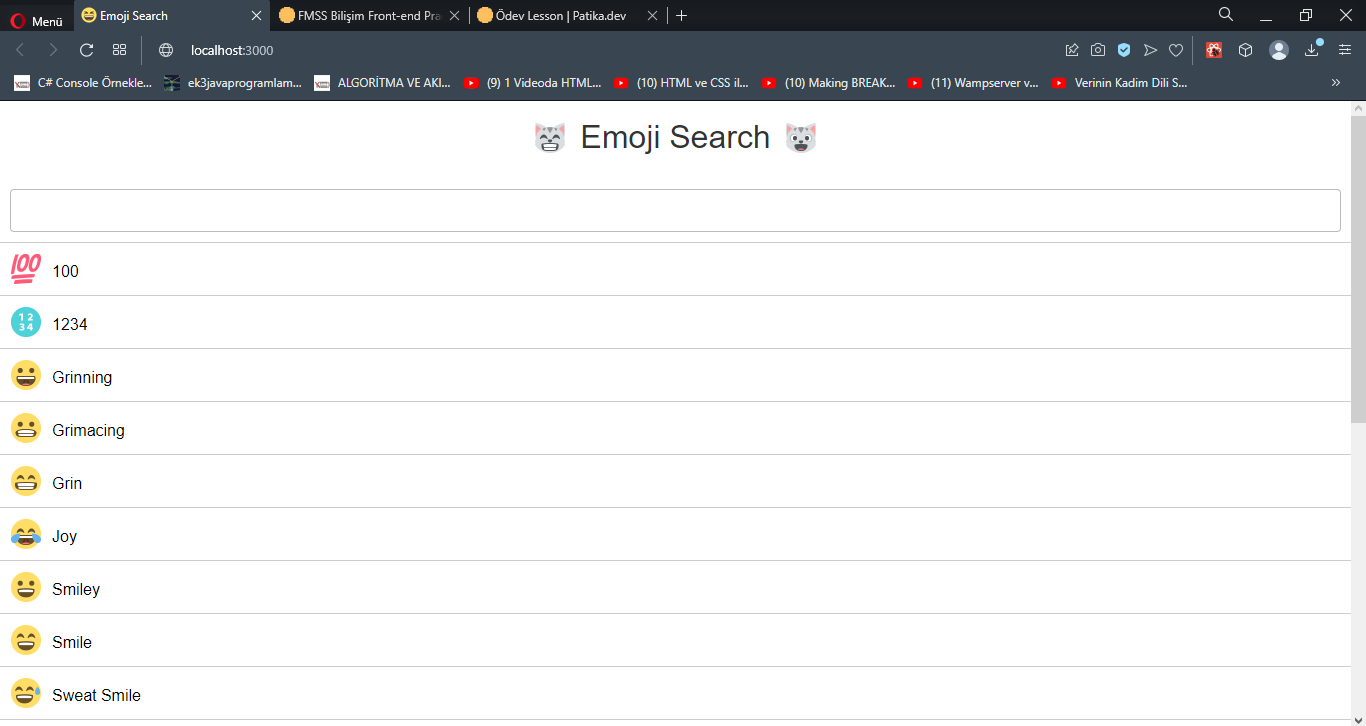 Menü Emoji Search FMSS Bilişim Front-end Pra Ödev Lesson | Patika.dev
localhost:3000
C# Console Örnekle... ek3javaprogramlam... ALGORİTMA VE AKI... (9) 1 Videoda HTML... (10) HTML ve CSS il... (10) Making BREAK... (11) Wampserver v... Verinin Kadim Dili S...
Emoji Search
100 100
1234 1234
Grinning
Grimacing
Grin
Joy
Smiley
Smile
Sweat Smile